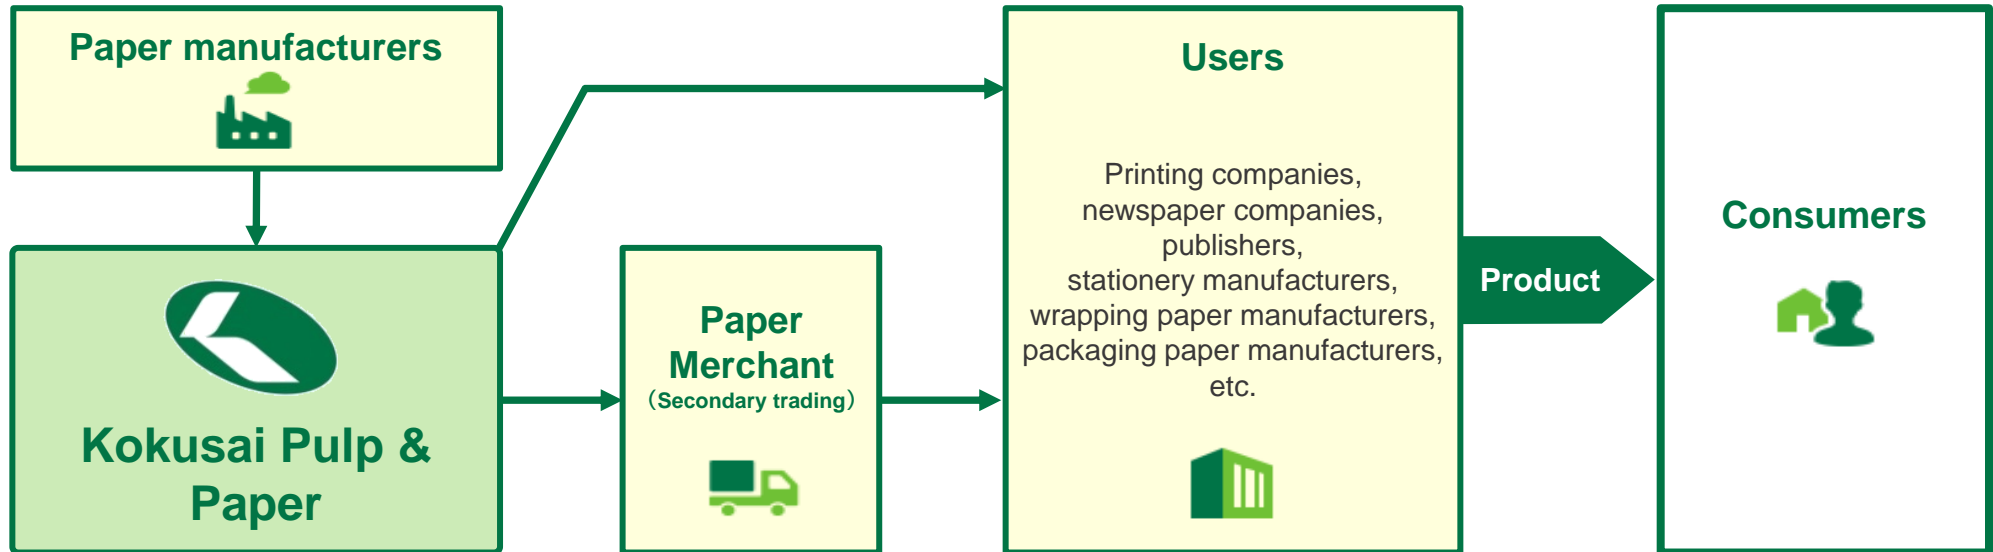 Paper manufacturers
Kokusai Pulp &
Paper
Paper
Merchant
（Secondary trading）
Users
Printing companies,
newspaper companies,
publishers,
stationery manufacturers,
wrapping paper manufacturers,
packaging paper manufacturers,
etc.
Product
Consumers